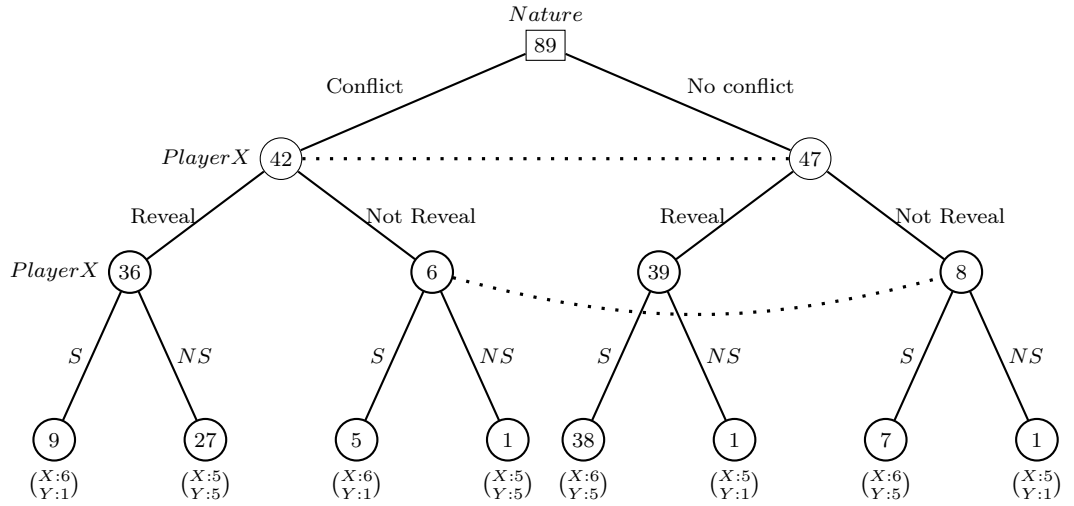 Nature
89
Conflict
No conflict
PlayerX
42
47
Reveal
Not Reveal
Reveal
Not Reveal
PlayerX
36
6
39
8
S
NS
S
NS
S
NS
S
NS
9
27
5
1
38
1
7
1
(X:6 Y:1)
(X:5 Y:5)
(X:6 Y:1)
(X:5 Y:5)
(X:6 Y:5)
(X:5 Y:1)
(X:6 Y:5)
(X:5 Y:1)